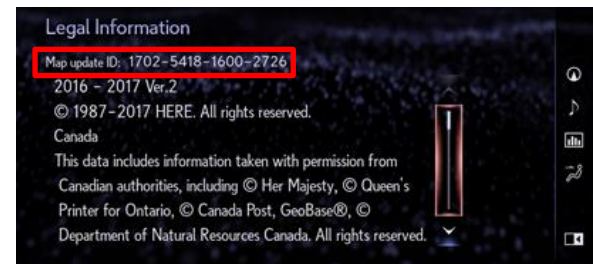 Legal Information
Map update ID: 1702-5418-1600-2726
2016 - 2017 Ver.2
© 1987-2017 HERE. All rights reserved.
Canada
This data includes information taken with permission from
Canadian authorities, including © Her Majesty, © Queen's
Printer for Ontario, © Canada Post, GeoBase®, ©
Department of Natural Resources Canada. All rights reserved.